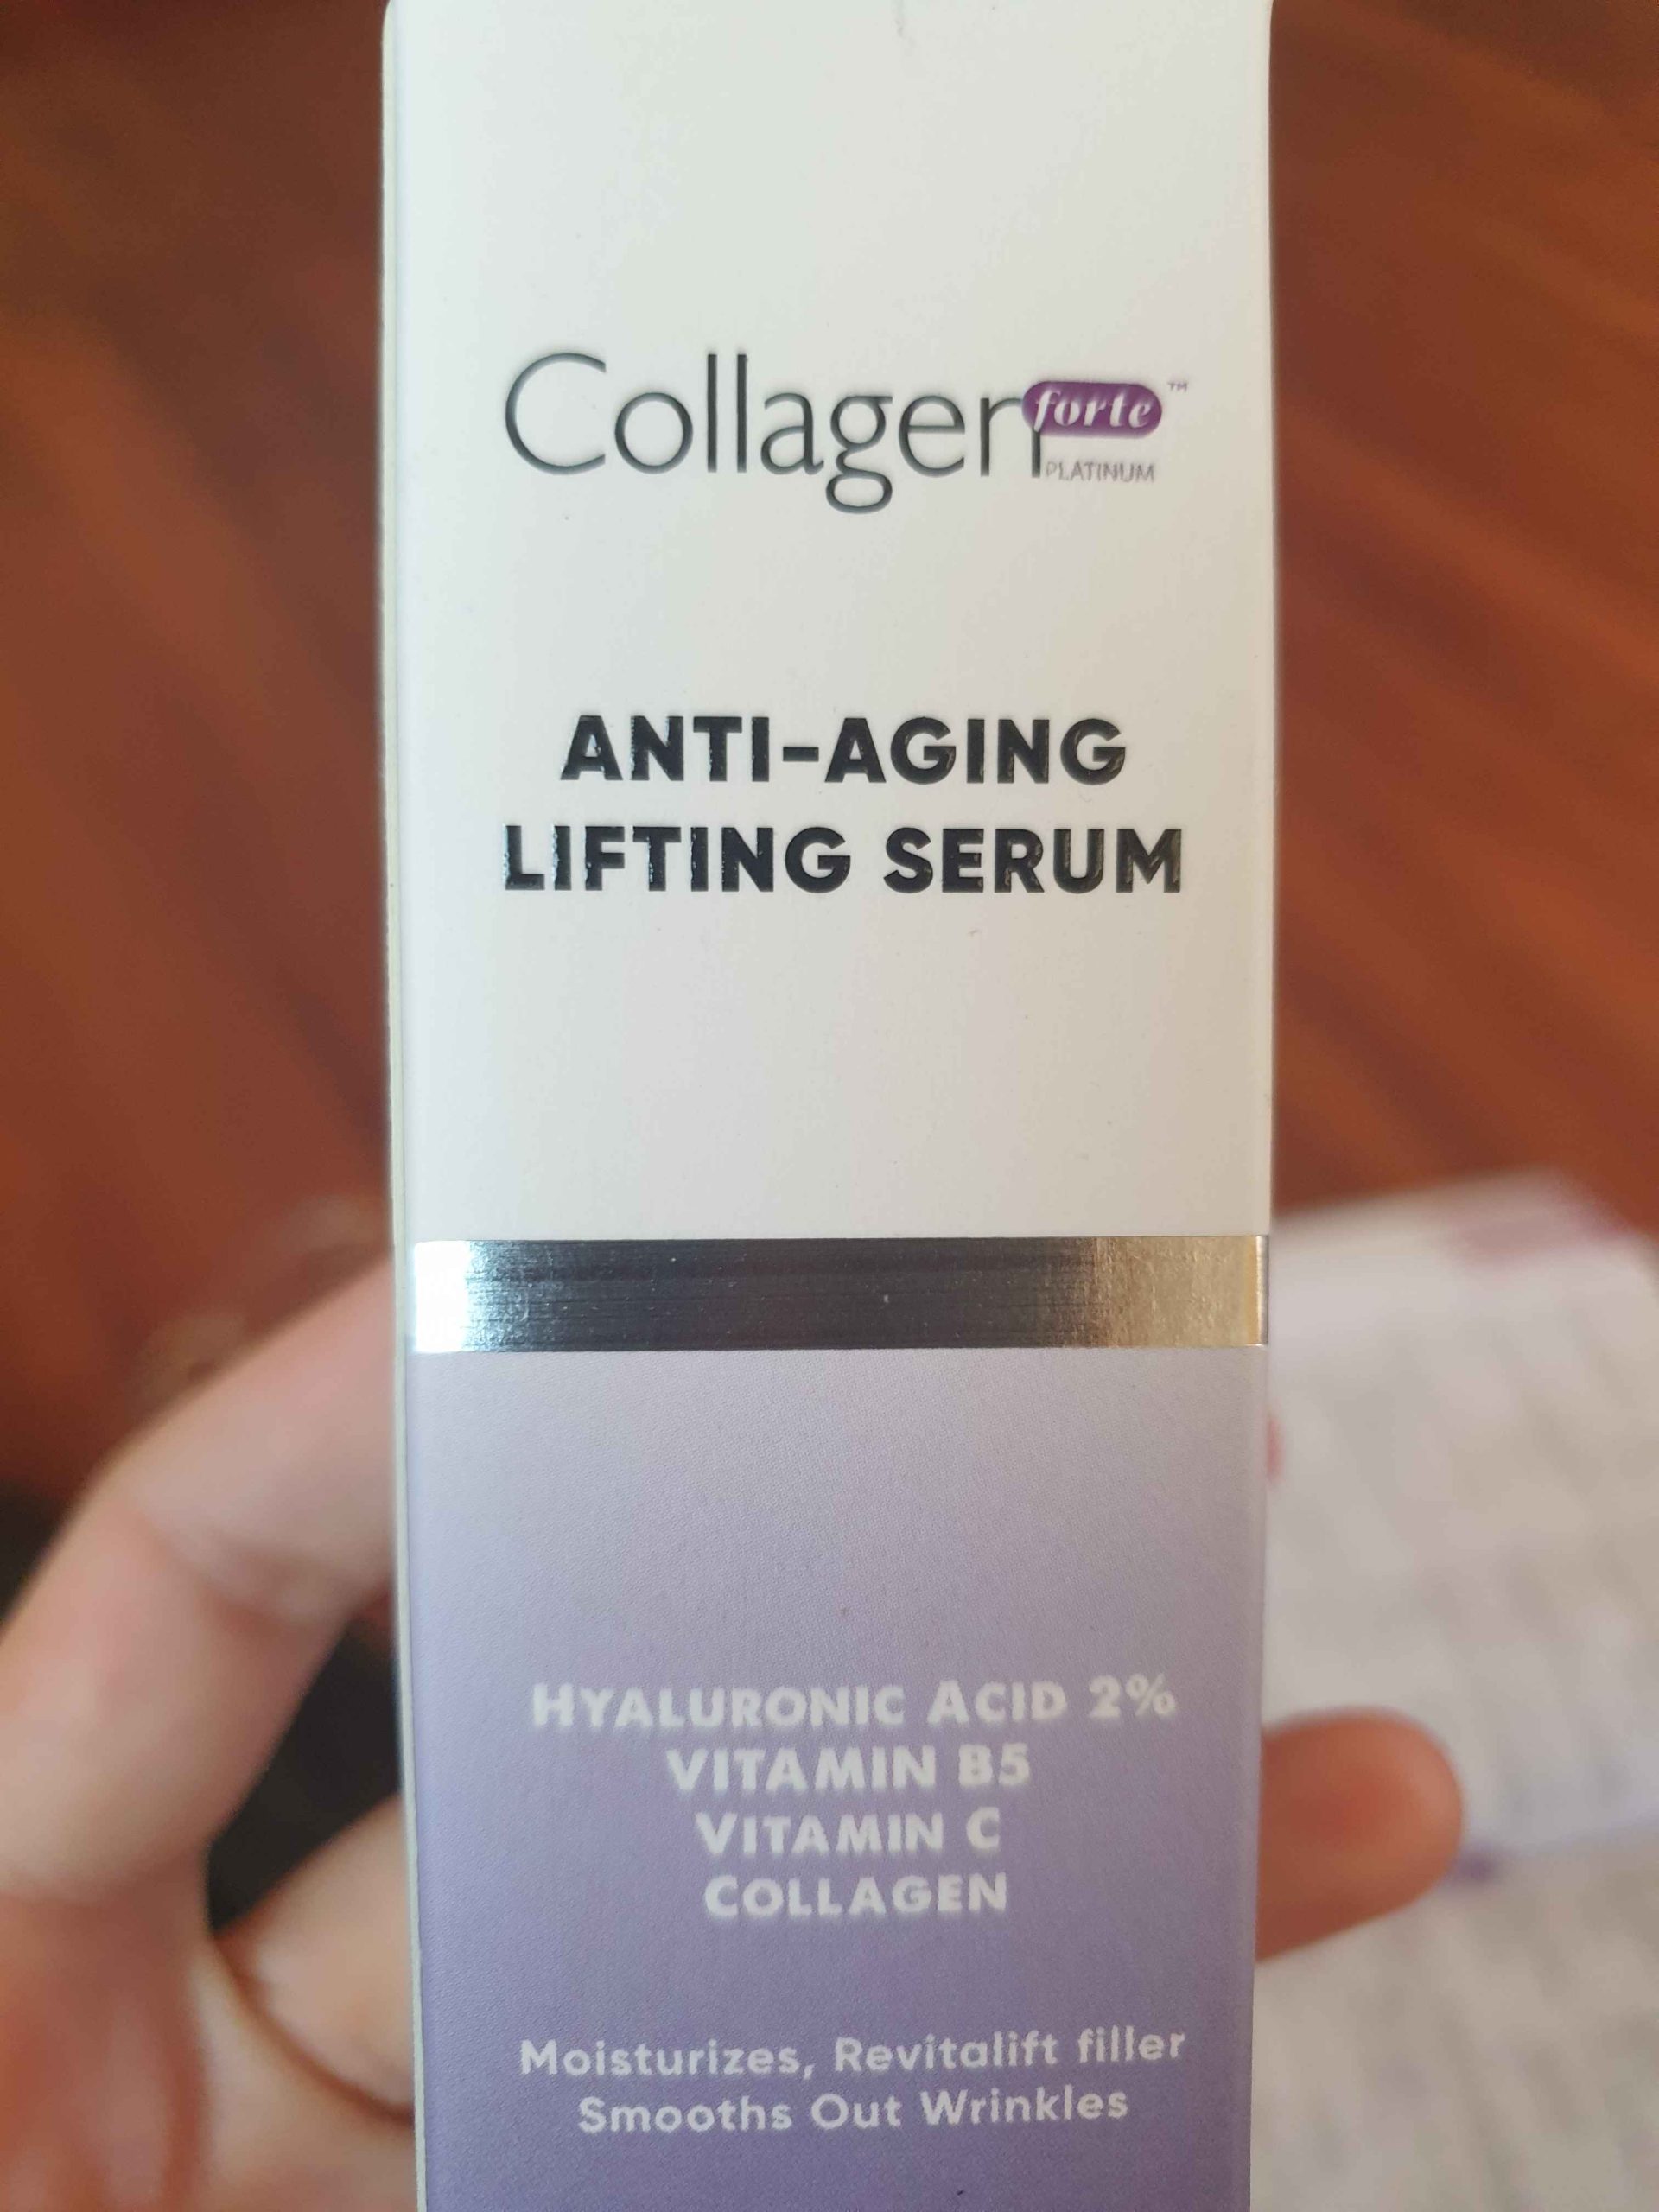 Collagen forte™
PLATINUM
ANTI-AGING
LIFTING SERUM
HYALURONIC ACID 2%
VITAMIN B5
VITAMIN C
COLLAGEN
Moisturizes, Revitalift filler
Smooths Out Wrinkles